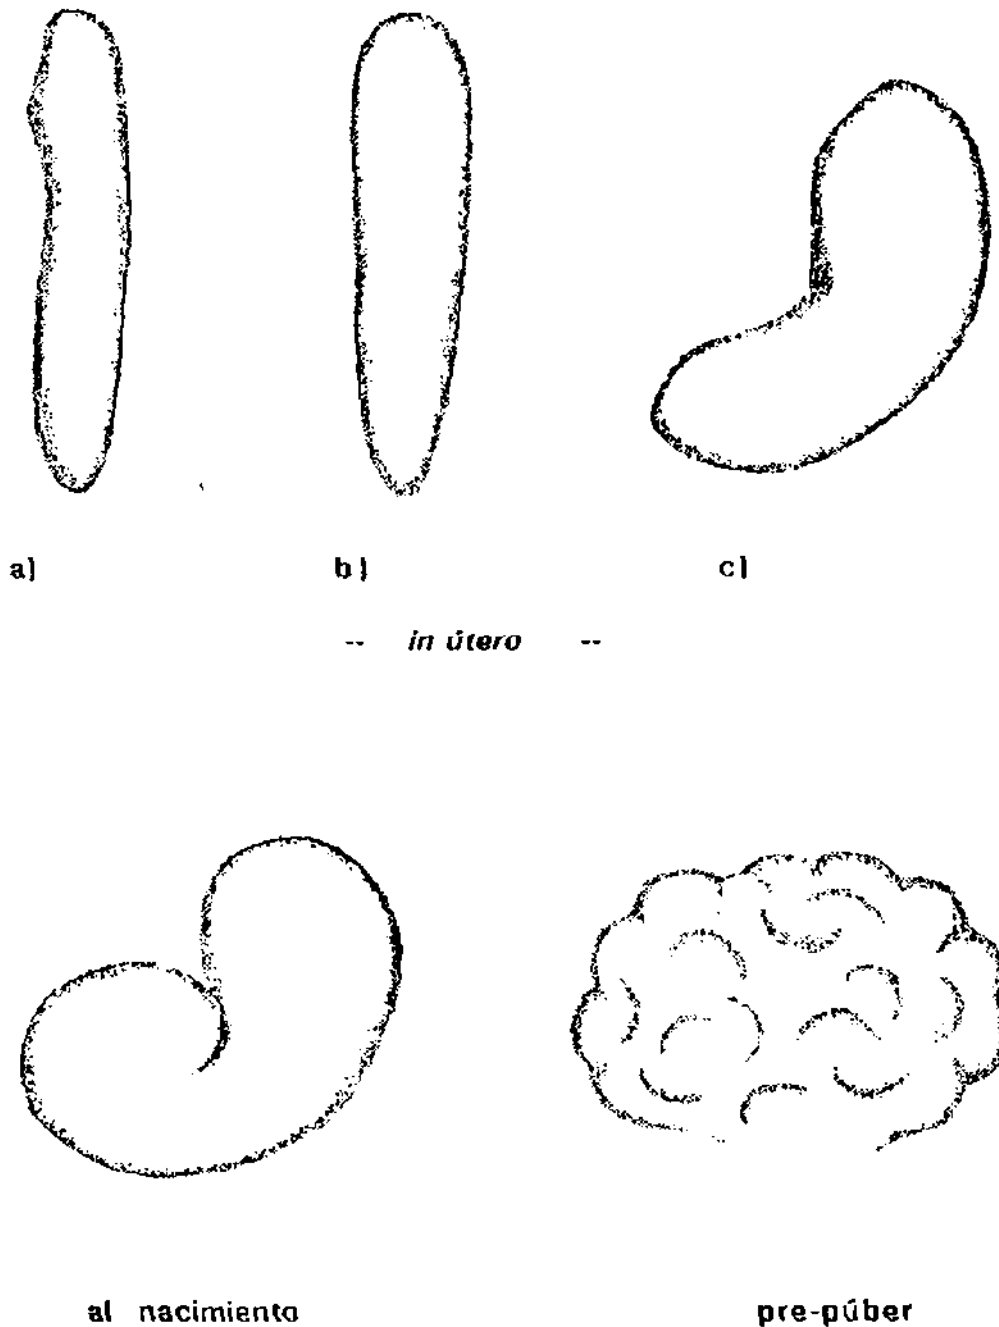 a) b) c)
-- in útero --
al nacimiento pre-púber